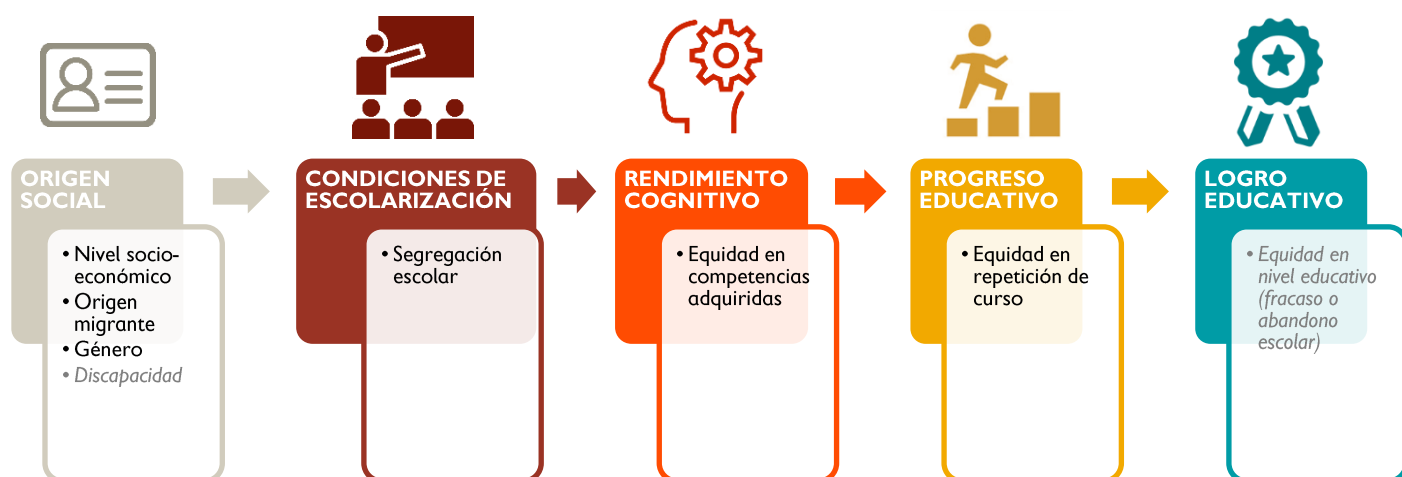 ORIGEN
SOCIAL
• Nivel socio-
económico
• Origen
migrante
• Género
• Discapacidad
CONDICIONES DE
ESCOLARIZACIÓN
• Segregación
escolar
RENDIMIENTO
COGNITIVO
• Equidad en
competencias
adquiridas
PROGRESO
EDUCATIVO
• Equidad en
repetición de
curso
LOGRO
EDUCATIVO
• Equidad en
nivel educativo
(fracaso o
abandono
escolar)